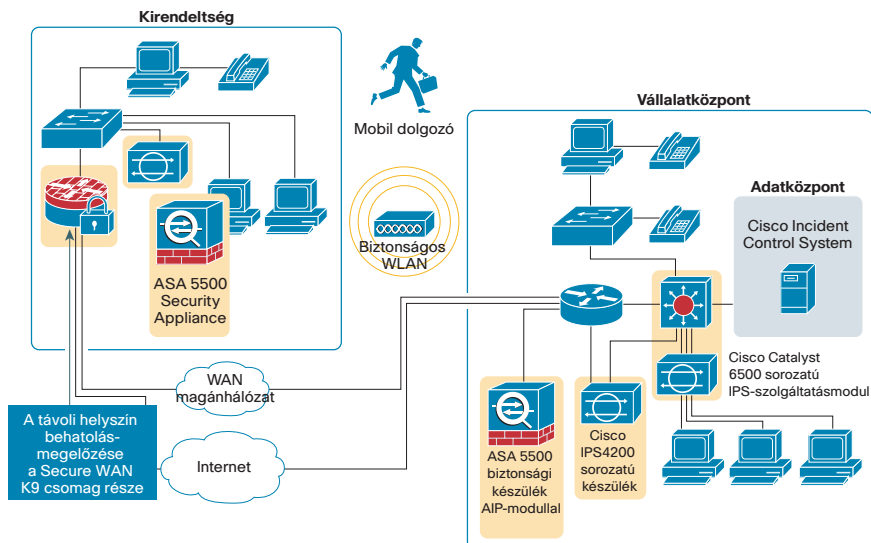 Kirendeltség
Mobil dolgozó
Vállalatközpont
Adatközpont
Cisco Incident
Control System
Biztonságos
WLAN
ASA 5500
Security
Appliance
WAN
magánhálózat
Internet
A távoli helyszín
behatolás-
megelőzése
a Secure WAN
K9 csomag része
Cisco Catalyst
6500 sorozatú
IPS-szolgáltatásmodul
ASA 5500
biztonsági
készülék
AIP-modullal
Cisco
IPS4200
sorozatú
készülék